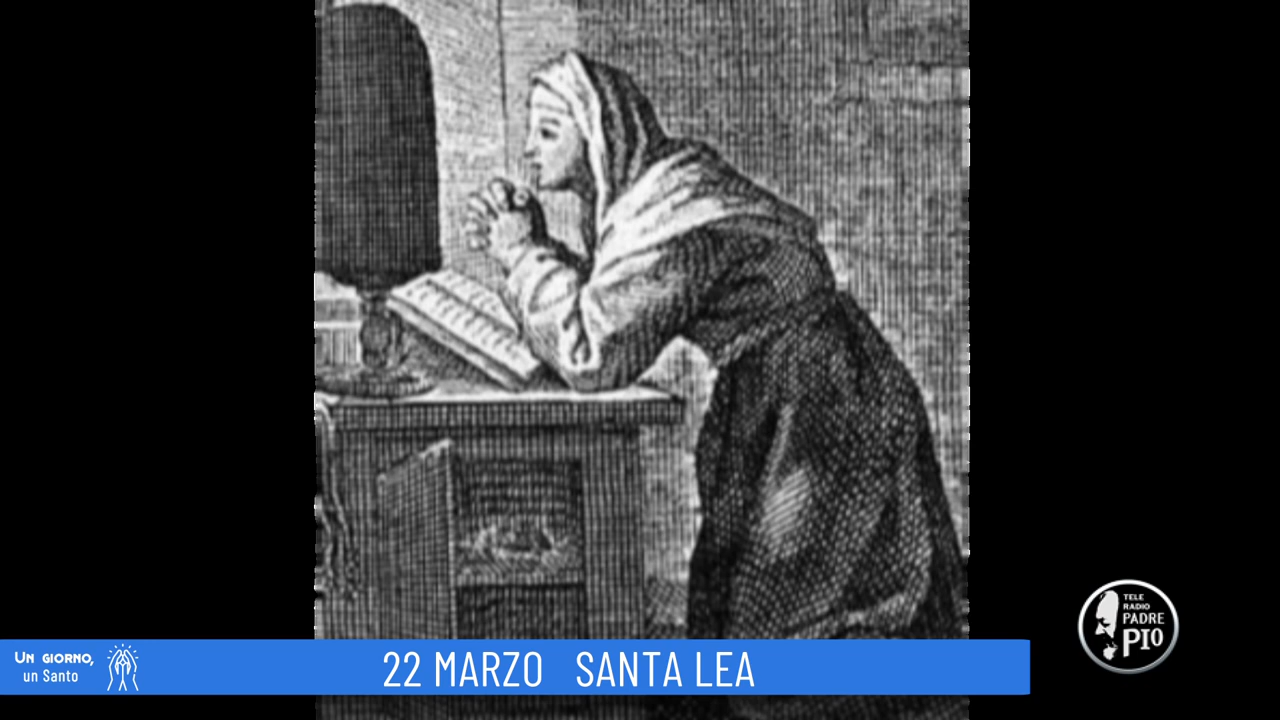 Un giorno,
un Santo
22 MARZO SANTA LEA
TELE
RADIO
PADRE
PIO